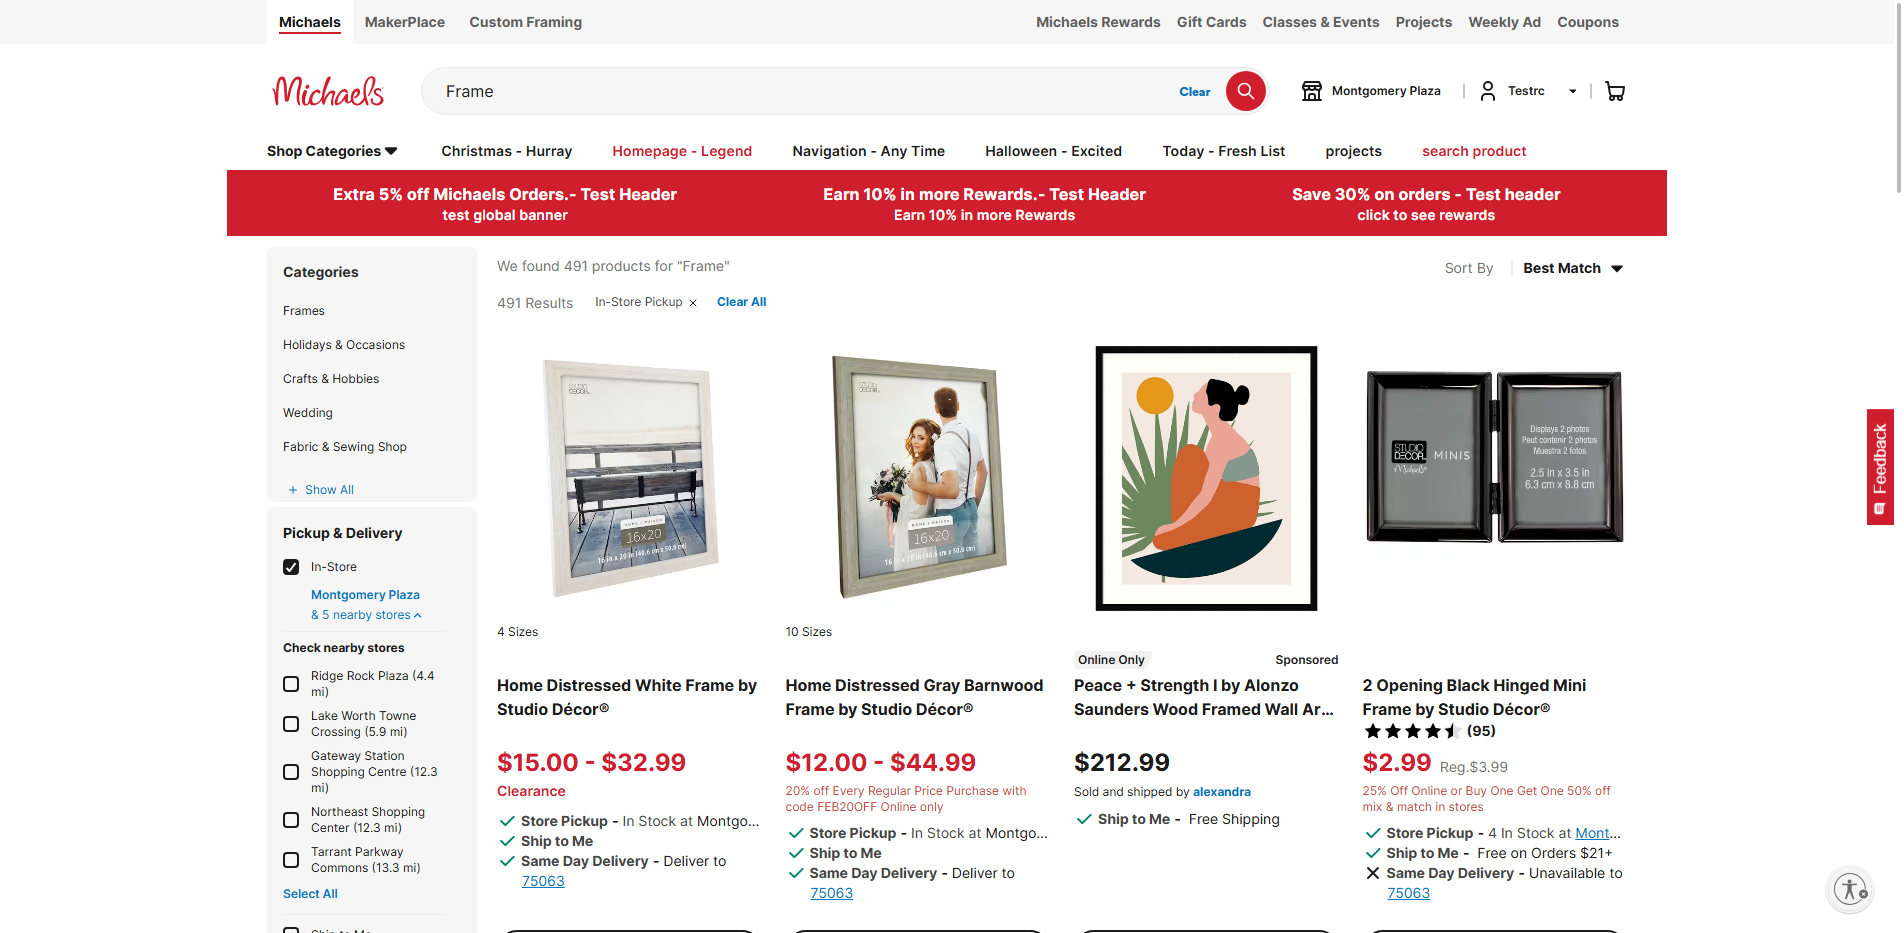 Michaels
MakerPlace
Custom Framing
Michaels Rewards
Gift Cards
Classes & Events
Projects
Weekly Ad
Coupons
Michaels
Frame
Clear
Montgomery Plaza
Testrc
Shop Categories
Christmas - Hurray
Homepage - Legend
Navigation - Any Time
Halloween - Excited
Today - Fresh List
projects
search product
Extra 5% off Michaels Orders.- Test Header
test global banner
Earn 10% in more Rewards.- Test Header
Earn 10% in more Rewards
Save 30% on orders - Test header
click to see rewards
Categories
Frames
Holidays & Occasions
Crafts & Hobbies
Wedding
Fabric & Sewing Shop
+ Show All
Pickup & Delivery
In-Store
Montgomery Plaza
& 5 nearby stores
Check nearby stores
Ridge Rock Plaza (4.4
mi)
Lake Worth Towne
Crossing (5.9 mi)
Gateway Station
Shopping Centre (12.3
mi)
Northeast Shopping
Center (12.3 mi)
Tarrant Parkway
Commons (13.3 mi)
Select All
Ship to Me
We found 491 products for "Frame"
Sort By
Best Match
491 Results
In-Store Pickup
Clear All
STUDIO
DECOR
HOME | MAISON
16x20
16 in x 20 in (40.6 cm x 50.8 cm)
4 Sizes
Home Distressed White Frame by
Studio Décor®
$15.00 - $32.99
Clearance
Store Pickup - In Stock at Montgo...
Ship to Me
Same Day Delivery - Deliver to
75063
STUDIO
DECOR
HOME | MAISON
16x20
16 in x 20 in (40.6 cm x 50.8 cm)
10 Sizes
Home Distressed Gray Barnwood
Frame by Studio Décor®
$12.00 - $44.99
20% off Every Regular Price Purchase with
code FEB20OFF Online only
Store Pickup - In Stock at Montgo...
Ship to Me
Same Day Delivery - Deliver to
75063
Online Only
Sponsored
Peace + Strength I by Alonzo
Saunders Wood Framed Wall Ar...
$212.99
Sold and shipped by alexandra
Ship to Me - Free Shipping
STUDIO
DECOR
MINIS
Michaels
Displays 2 photos
Peut contenir 2 photos
Muestra 2 fotos
2.5 in x 3.5 in
6.3 cm x 8.8 cm
2 Opening Black Hinged Mini
Frame by Studio Décor®
(95)
$2.99 Reg.$3.99
25% Off Online or Buy One Get One 50% off
mix & match in stores
Store Pickup - 4 In Stock at Mont...
Ship to Me - Free on Orders $21+
Same Day Delivery - Unavailable to
75063
Feedback